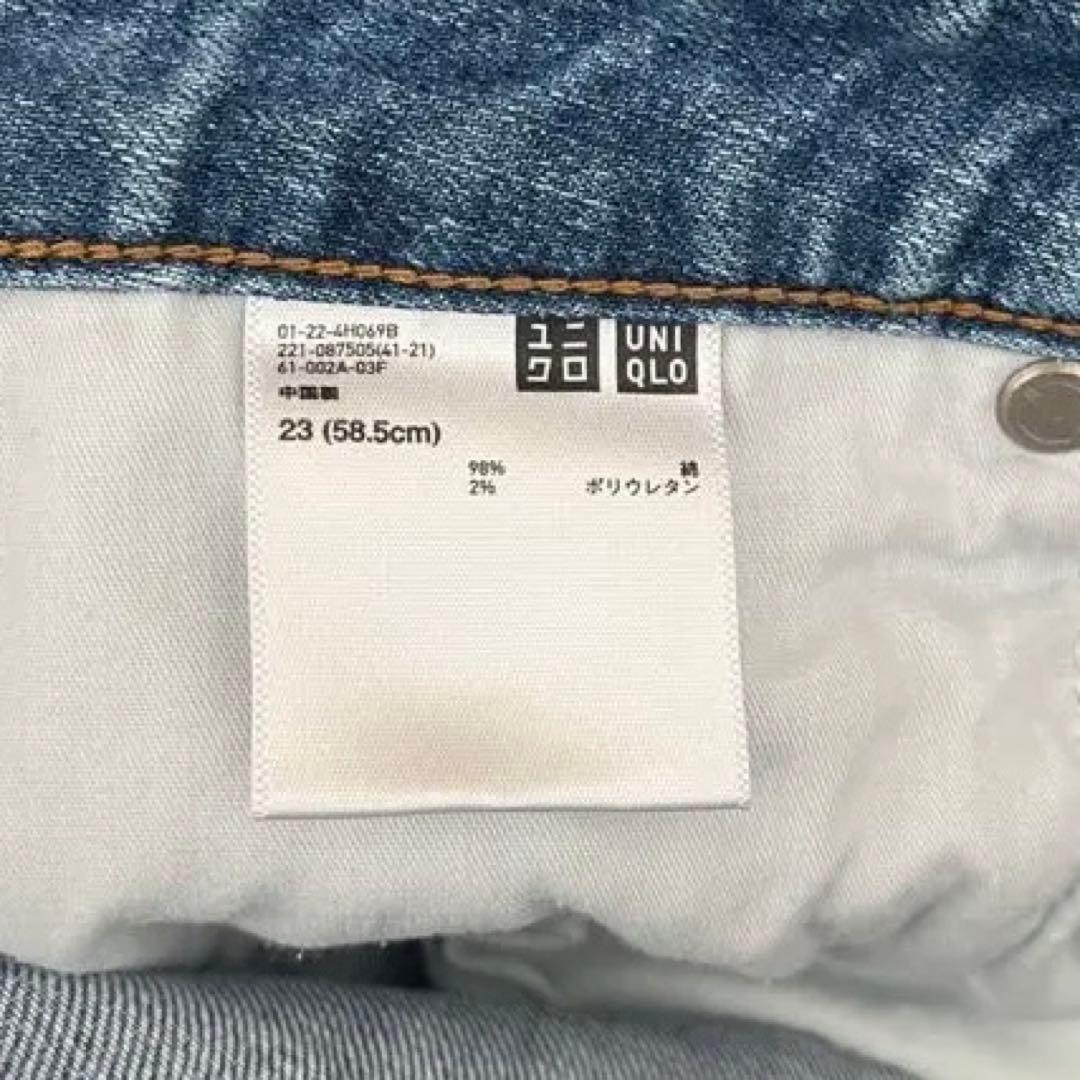 01-22-4H069B
221-087505(41-21)
61-002A-03F
中国製
23 (58.5cm)
ユニ
クロ
UNI
QLO
98% 綿
2% ポリウレタン